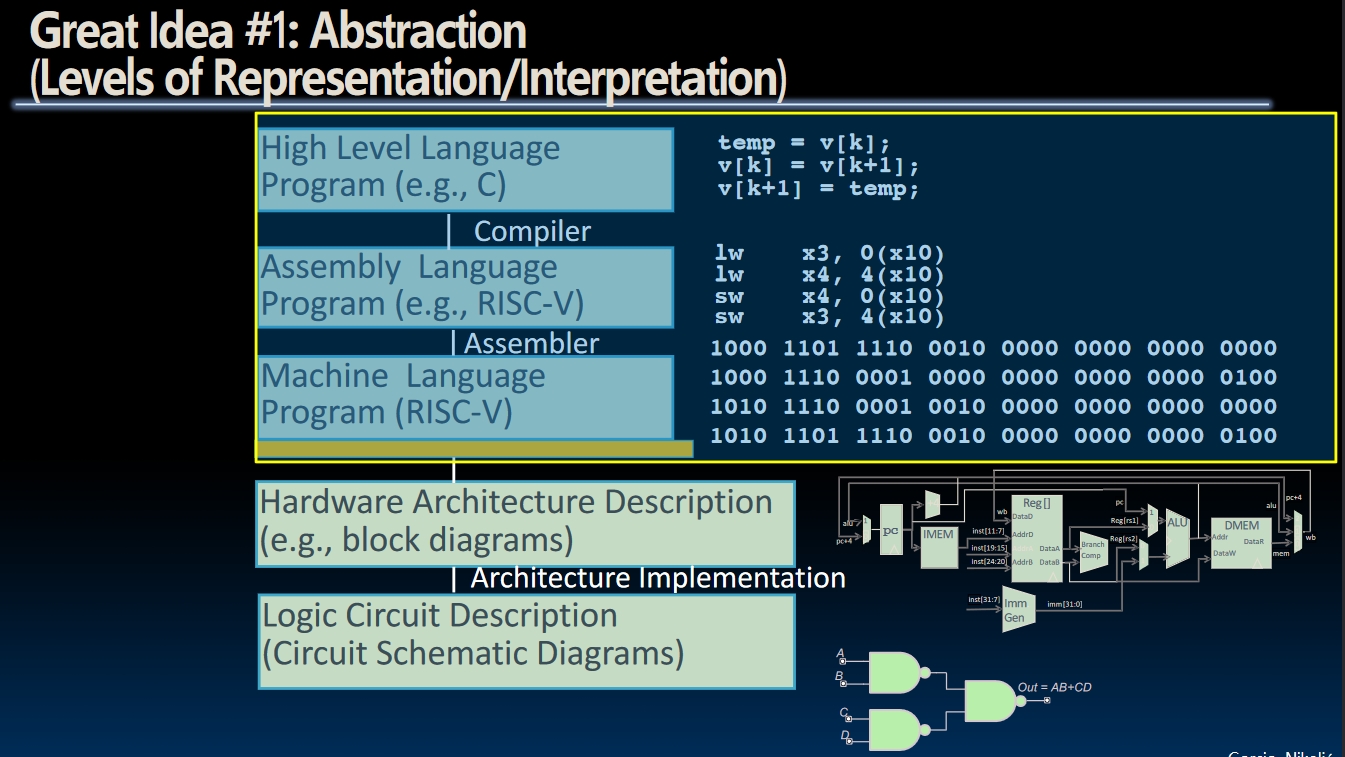 Great Idea #1: Abstraction
(Levels of Representation/Interpretation)
High Level Language
Program (e.g., C)
temp = v[k];
v[k] = v[k+1];
v[k+1] = temp;
Compiler
Assembly Language
Program (e.g., RISC-V)
lw x3, 0(x10)
lw x4, 4(x10)
sw x4, 0(x10)
sw x3, 4(x10)
Assembler
Machine Language
Program (RISC-V)
1000 1101 1110 0010 0000 0000 0000 0000
1000 1110 0001 0000 0000 0000 0000 0100
1010 1110 0001 0010 0000 0000 0000 0000
1010 1101 1110 0010 0000 0000 0000 0100
Hardware Architecture Description
(e.g., block diagrams)
Architecture Implementation
Logic Circuit Description
(Circuit Schematic Diagrams)
alu
pc+4
pc
IMEM
inst[11:7]
inst[19:15]
inst[24:20]
wb
Reg[]
DataD
AddrD
DataA
AddrB
DataB
inst[31:7]
Imm
Gen
imm[31:0]
Branch
Comp
pc
Reg[rs1]
Reg[rs2]
1
ALU
DMEM
Addr
DataR
DataW
pc+4
alu
mem
wb
A
B
C
D
Out = AB+CD